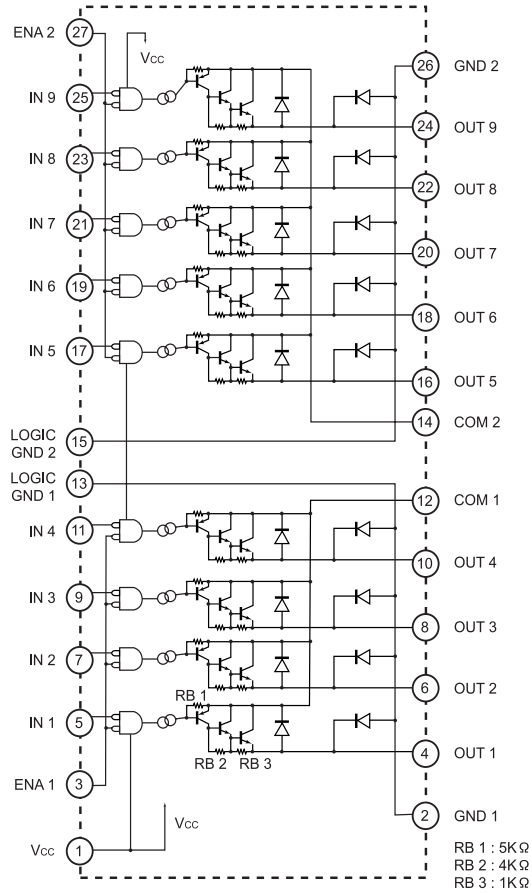 ENA 2 27
Vcc
26 GND 2
IN 9 25
24 OUT 9
IN 8 23
22 OUT 8
IN 7 21
20 OUT 7
IN 6 19
18 OUT 6
IN 5 17
16 OUT 5
14 COM 2
LOGIC
GND 2 15
LOGIC
GND 1 13
12 COM 1
IN 4 11
10 OUT 4
IN 3 9
8 OUT 3
IN 2 7
6 OUT 2
RB 1
IN 1 5
4 OUT 1
RB 2 RB 3
ENA 1 3
2 GND 1
Vcc
Vcc 1
RB 1 : 5KΩ
RB 2 : 4KΩ
RB 3 : 1KΩ